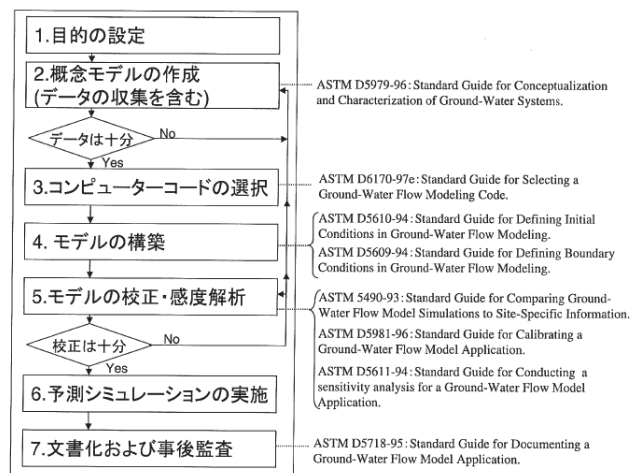 1.目的の設定
2.概念モデルの作成
(データの収集を含む)
ASTM D5979-96:Standard Guide for Conceptualization
and Characterization of Ground-Water Systems.
データは十分
No
Yes
3.コンピューターコードの選択
ASTM D6170-97e:Standard Guide for Selecting a
Ground-Water Flow Modeling Code.
4. モデルの構築
ASTM D5610-94:Standard Guide for Defining Initial
Conditions in Ground-Water Flow Modeling.
ASTM D5609-94:Standard Guide for Defining Boundary
Conditions in Ground-Water Flow Modeling.
5.モデルの校正・感度解析
ASTM 5490-93:Standard Guide for Comparing Ground-
Water Flow Model Simulations to Site-Specific Information.
ASTM D5981-96:Standard Guide for Calibrating a
Ground-Water Flow Model Application.
ASTM D5611-94:Standard Guide for Conducting a
sensitivity analysis for a Ground-Water Flow Model
Application.
校正は十分
No
Yes
6.予測シミュレーションの実施
7.文書化および事後監査
ASTM D5718-95:Standard Guide for Documenting a
Ground-Water Flow Model Application.